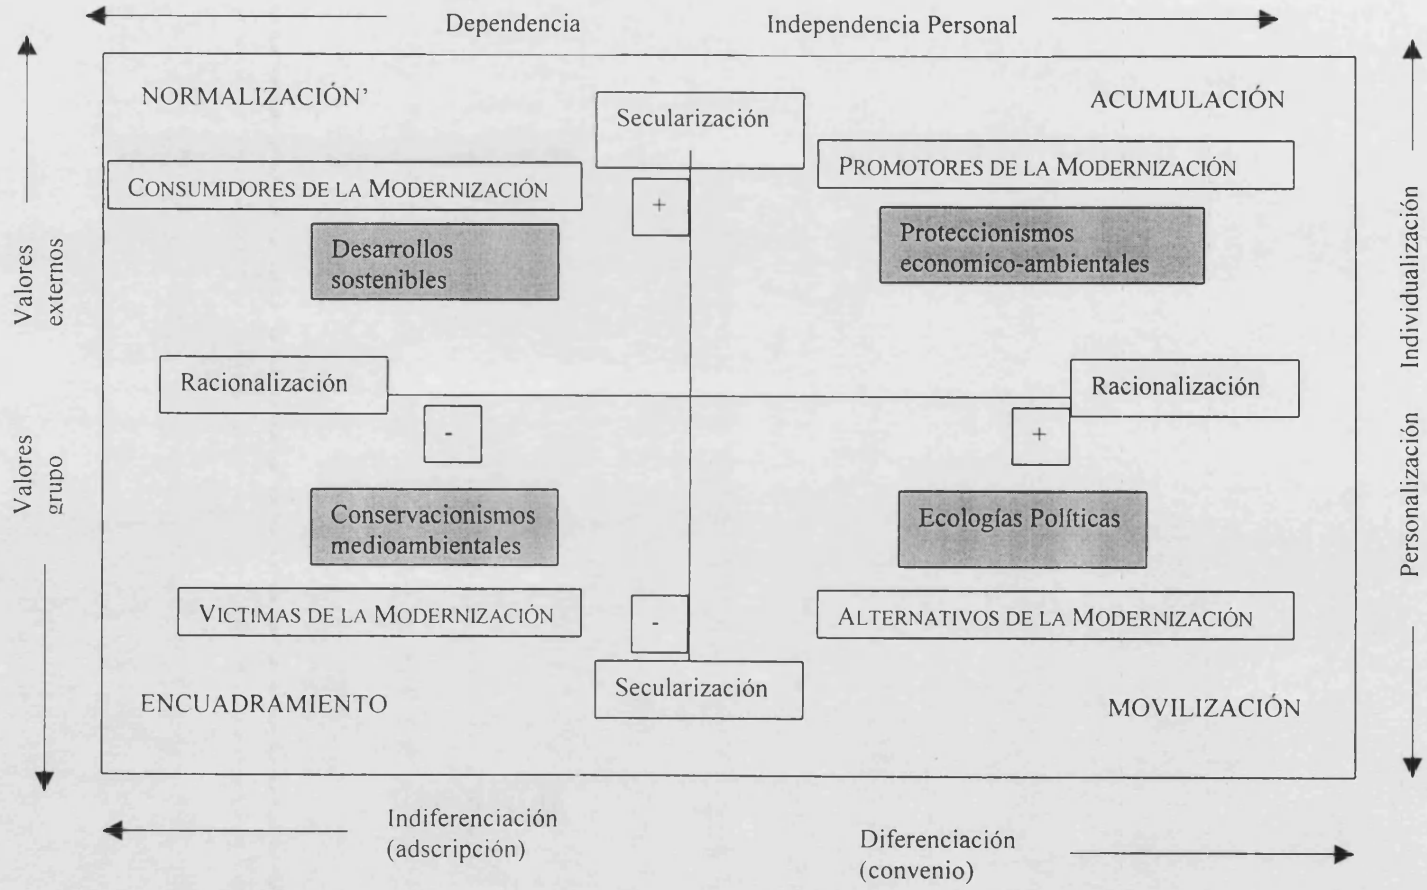 Dependencia
Independencia Personal
NORMALIZACIÓN’
Secularización
ACUMULACIÓN
CONSUMIDORES DE LA MODERNIZACIÓN
+
PROMOTORES DE LA MODERNIZACIÓN
Desarrollos
sostenibles
Proteccionismos
economico-ambientales
Valores
externos
Individualización
Racionalización
Racionalización
-
+
Valores
grupo
Personalización
Conservacionismos
medioambientales
Ecologías Políticas
VICTIMAS DE LA MODERNIZACIÓN
-
ALTERNATIVOS DE LA MODERNIZACIÓN
Secularización
ENCUADRAMIENTO
MOVILIZACIÓN
Indiferenciación
(adscripción)
Diferenciación
(convenio)